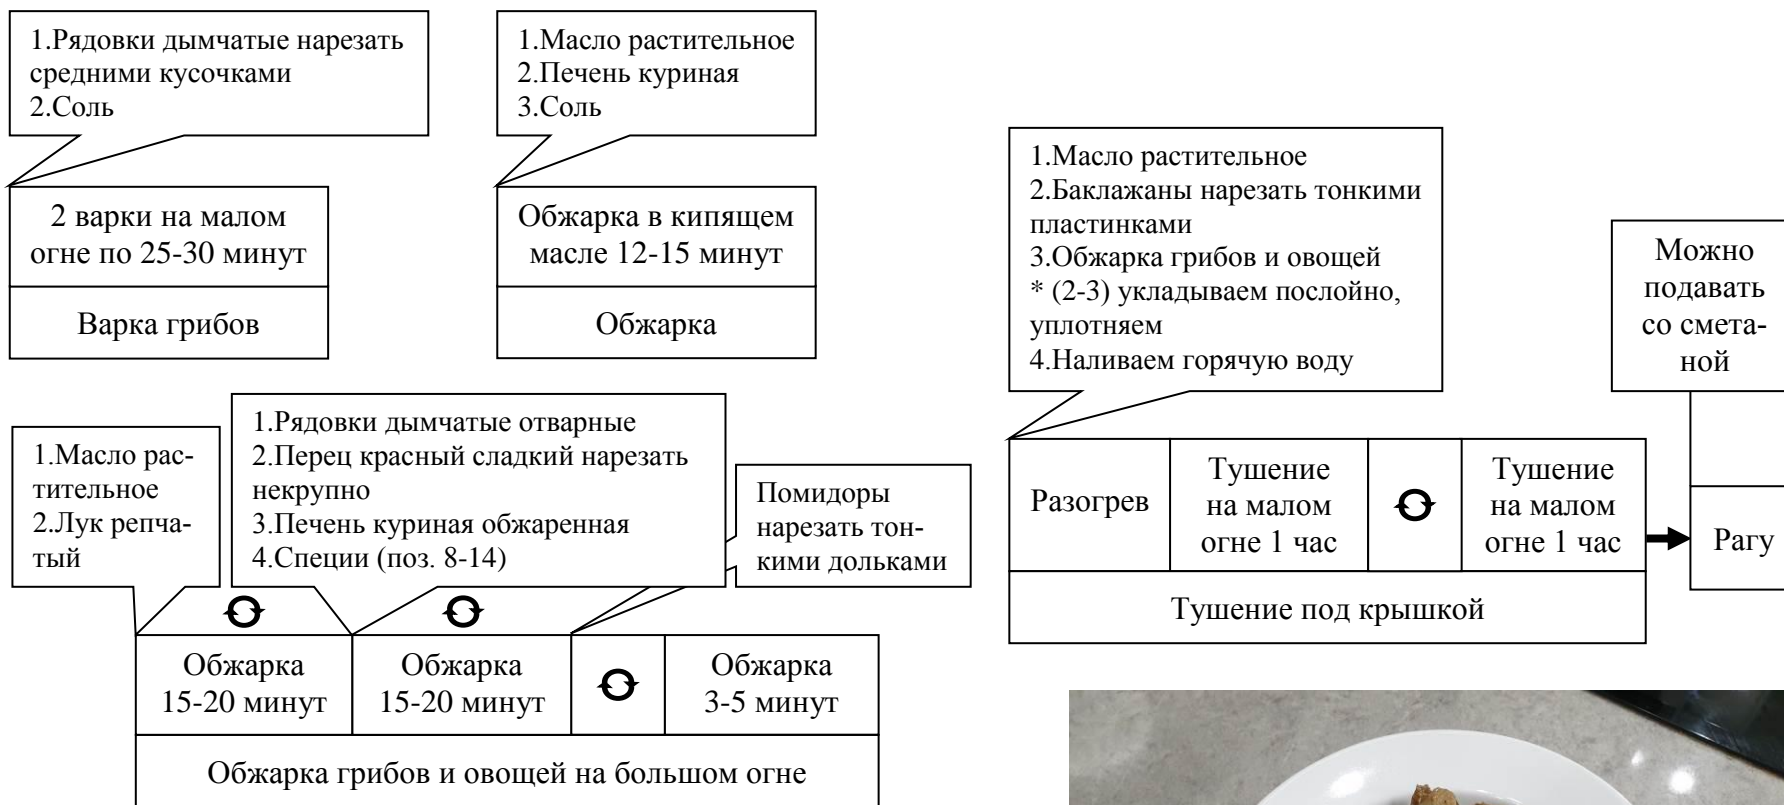 1.Рядовки дымчатые нарезать
средними кусочками
2.Соль
2 варки на малом
огне по 25-30 минут
Варка грибов
1.Масло растительное
2.Печень куриная
3.Соль
Обжарка в кипящем
масле 12-15 минут
Обжарка
1.Масло рас-
тительное
2.Лук репча-
тый
1.Рядовки дымчатые отварные
2.Перец красный сладкий нарезать
некрупно
3.Печень куриная обжаренная
4.Специи (поз. 8-14)
Помидоры
нарезать тон-
кими дольками
Обжарка
15-20 минут
Обжарка
15-20 минут
Обжарка
3-5 минут
Обжарка грибов и овощей на большом огне
1.Масло растительное
2.Баклажаны нарезать тонкими
пластинками
3.Обжарка грибов и овощей
* (2-3) укладываем послойно,
уплотняем
4.Наливаем горячую воду
Разогрев
Тушение
на малом
огне 1 час
Тушение
на малом
огне 1 час
Тушение под крышкой
Можно
подавать
со смета-
ной
Рагу